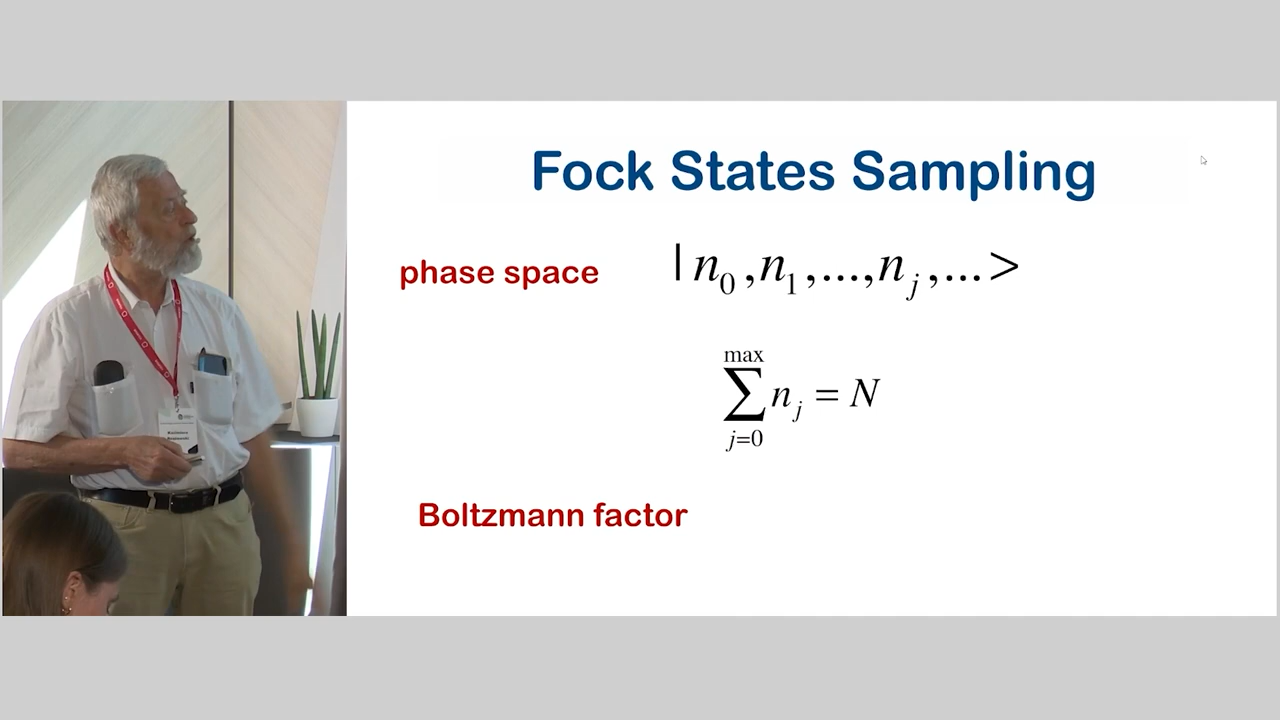 Fock States Sampling
phase space
|n₀,n₁,...,nⱼ,...>
max
∑nⱼ = N
j=0
Boltzmann factor